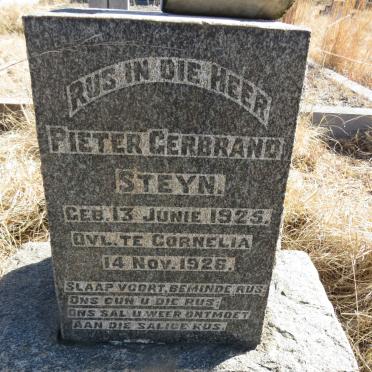 RUS IN DIE HEER
PIETER GERBRAND
STEYN.
GEB. 13 JUNIE 1925.
OVL. TE CORNELIA
14 NOV. 1926.
SLAAP VOORT, BEMINDE RUS.
ONS GUN U DIE RUS,
ONS SAL U WEER ONTMOET
AAN DIE SALIGE KUS.